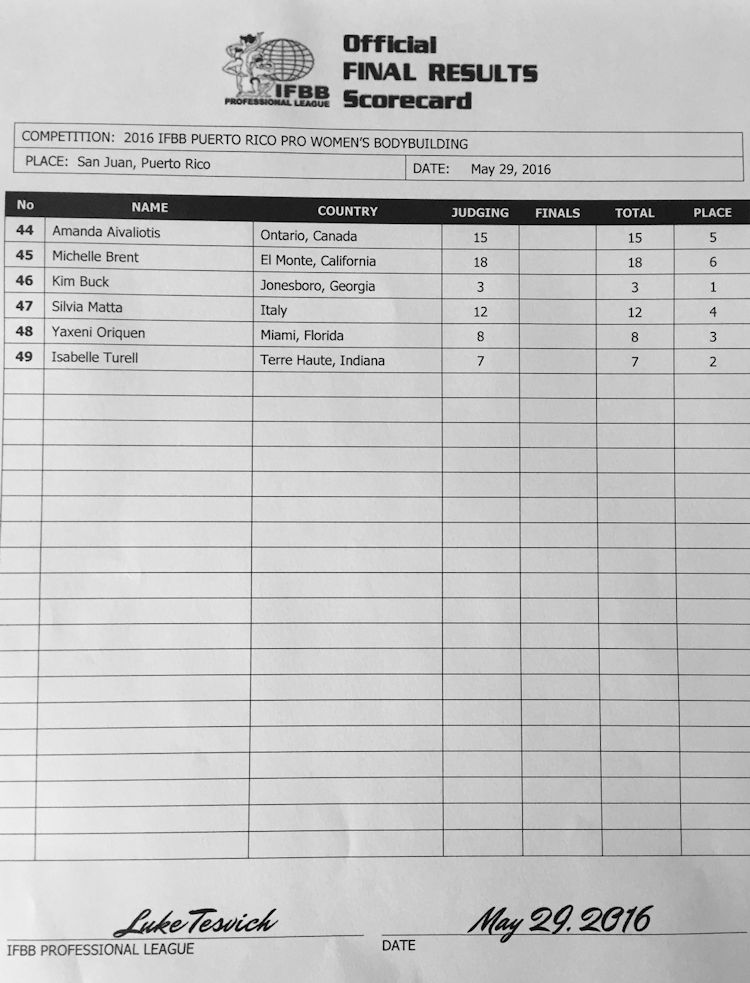 Official
FINAL RESULTS
Scorecard
IFBB
PROFESSIONAL LEAGUE
COMPETITION: 2016 IFBB PUERTO RICO PRO WOMEN'S BODYBUILDING
PLACE: San Juan, Puerto Rico DATE: May 29, 2016
No NAME COUNTRY JUDGING FINALS TOTAL PLACE
44 Amanda Aivaliotis Ontario, Canada 15 15 5
45 Michelle Brent El Monte, California 18 18 6
46 Kim Buck Jonesboro, Georgia 3 3 1
47 Silvia Matta Italy 12 12 4
48 Yaxeni Oriquen Miami, Florida 8 8 3
49 Isabelle Turell Terre Haute, Indiana 7 7 2
Luke Tesvich May 29. 2016
IFBB PROFESSIONAL LEAGUE DATE